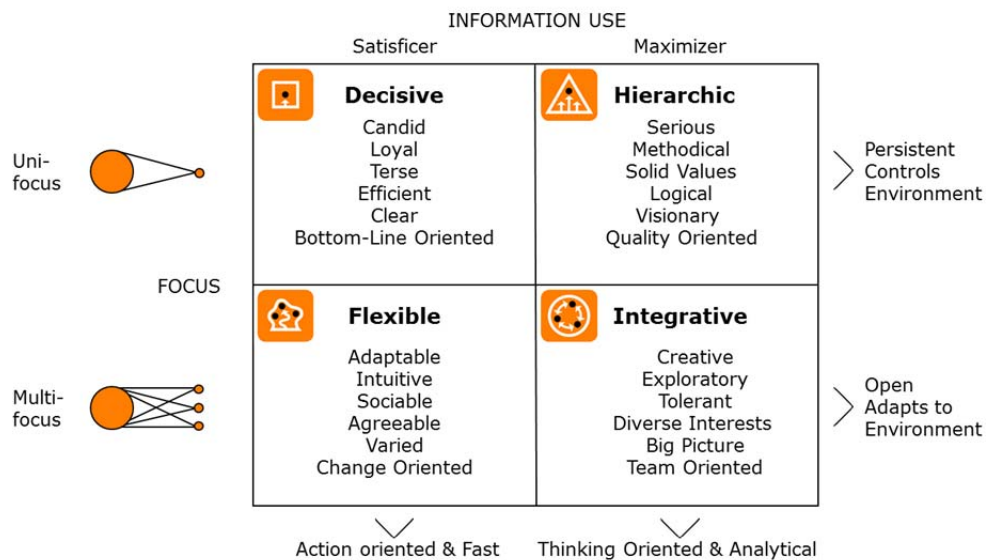 INFORMATION USE
Satisficer
Maximizer
Decisive
Candid
Loyal
Terse
Efficient
Clear
Bottom-Line Oriented
Hierarchic
Serious
Methodical
Solid Values
Logical
Visionary
Quality Oriented
Uni-
focus
Persistent
Controls
Environment
FOCUS
Flexible
Adaptable
Intuitive
Sociable
Agreeable
Varied
Change Oriented
Integrative
Creative
Exploratory
Tolerant
Diverse Interests
Big Picture
Team Oriented
Multi-
focus
Open
Adapts to
Environment
Action oriented & Fast
Thinking Oriented & Analytical